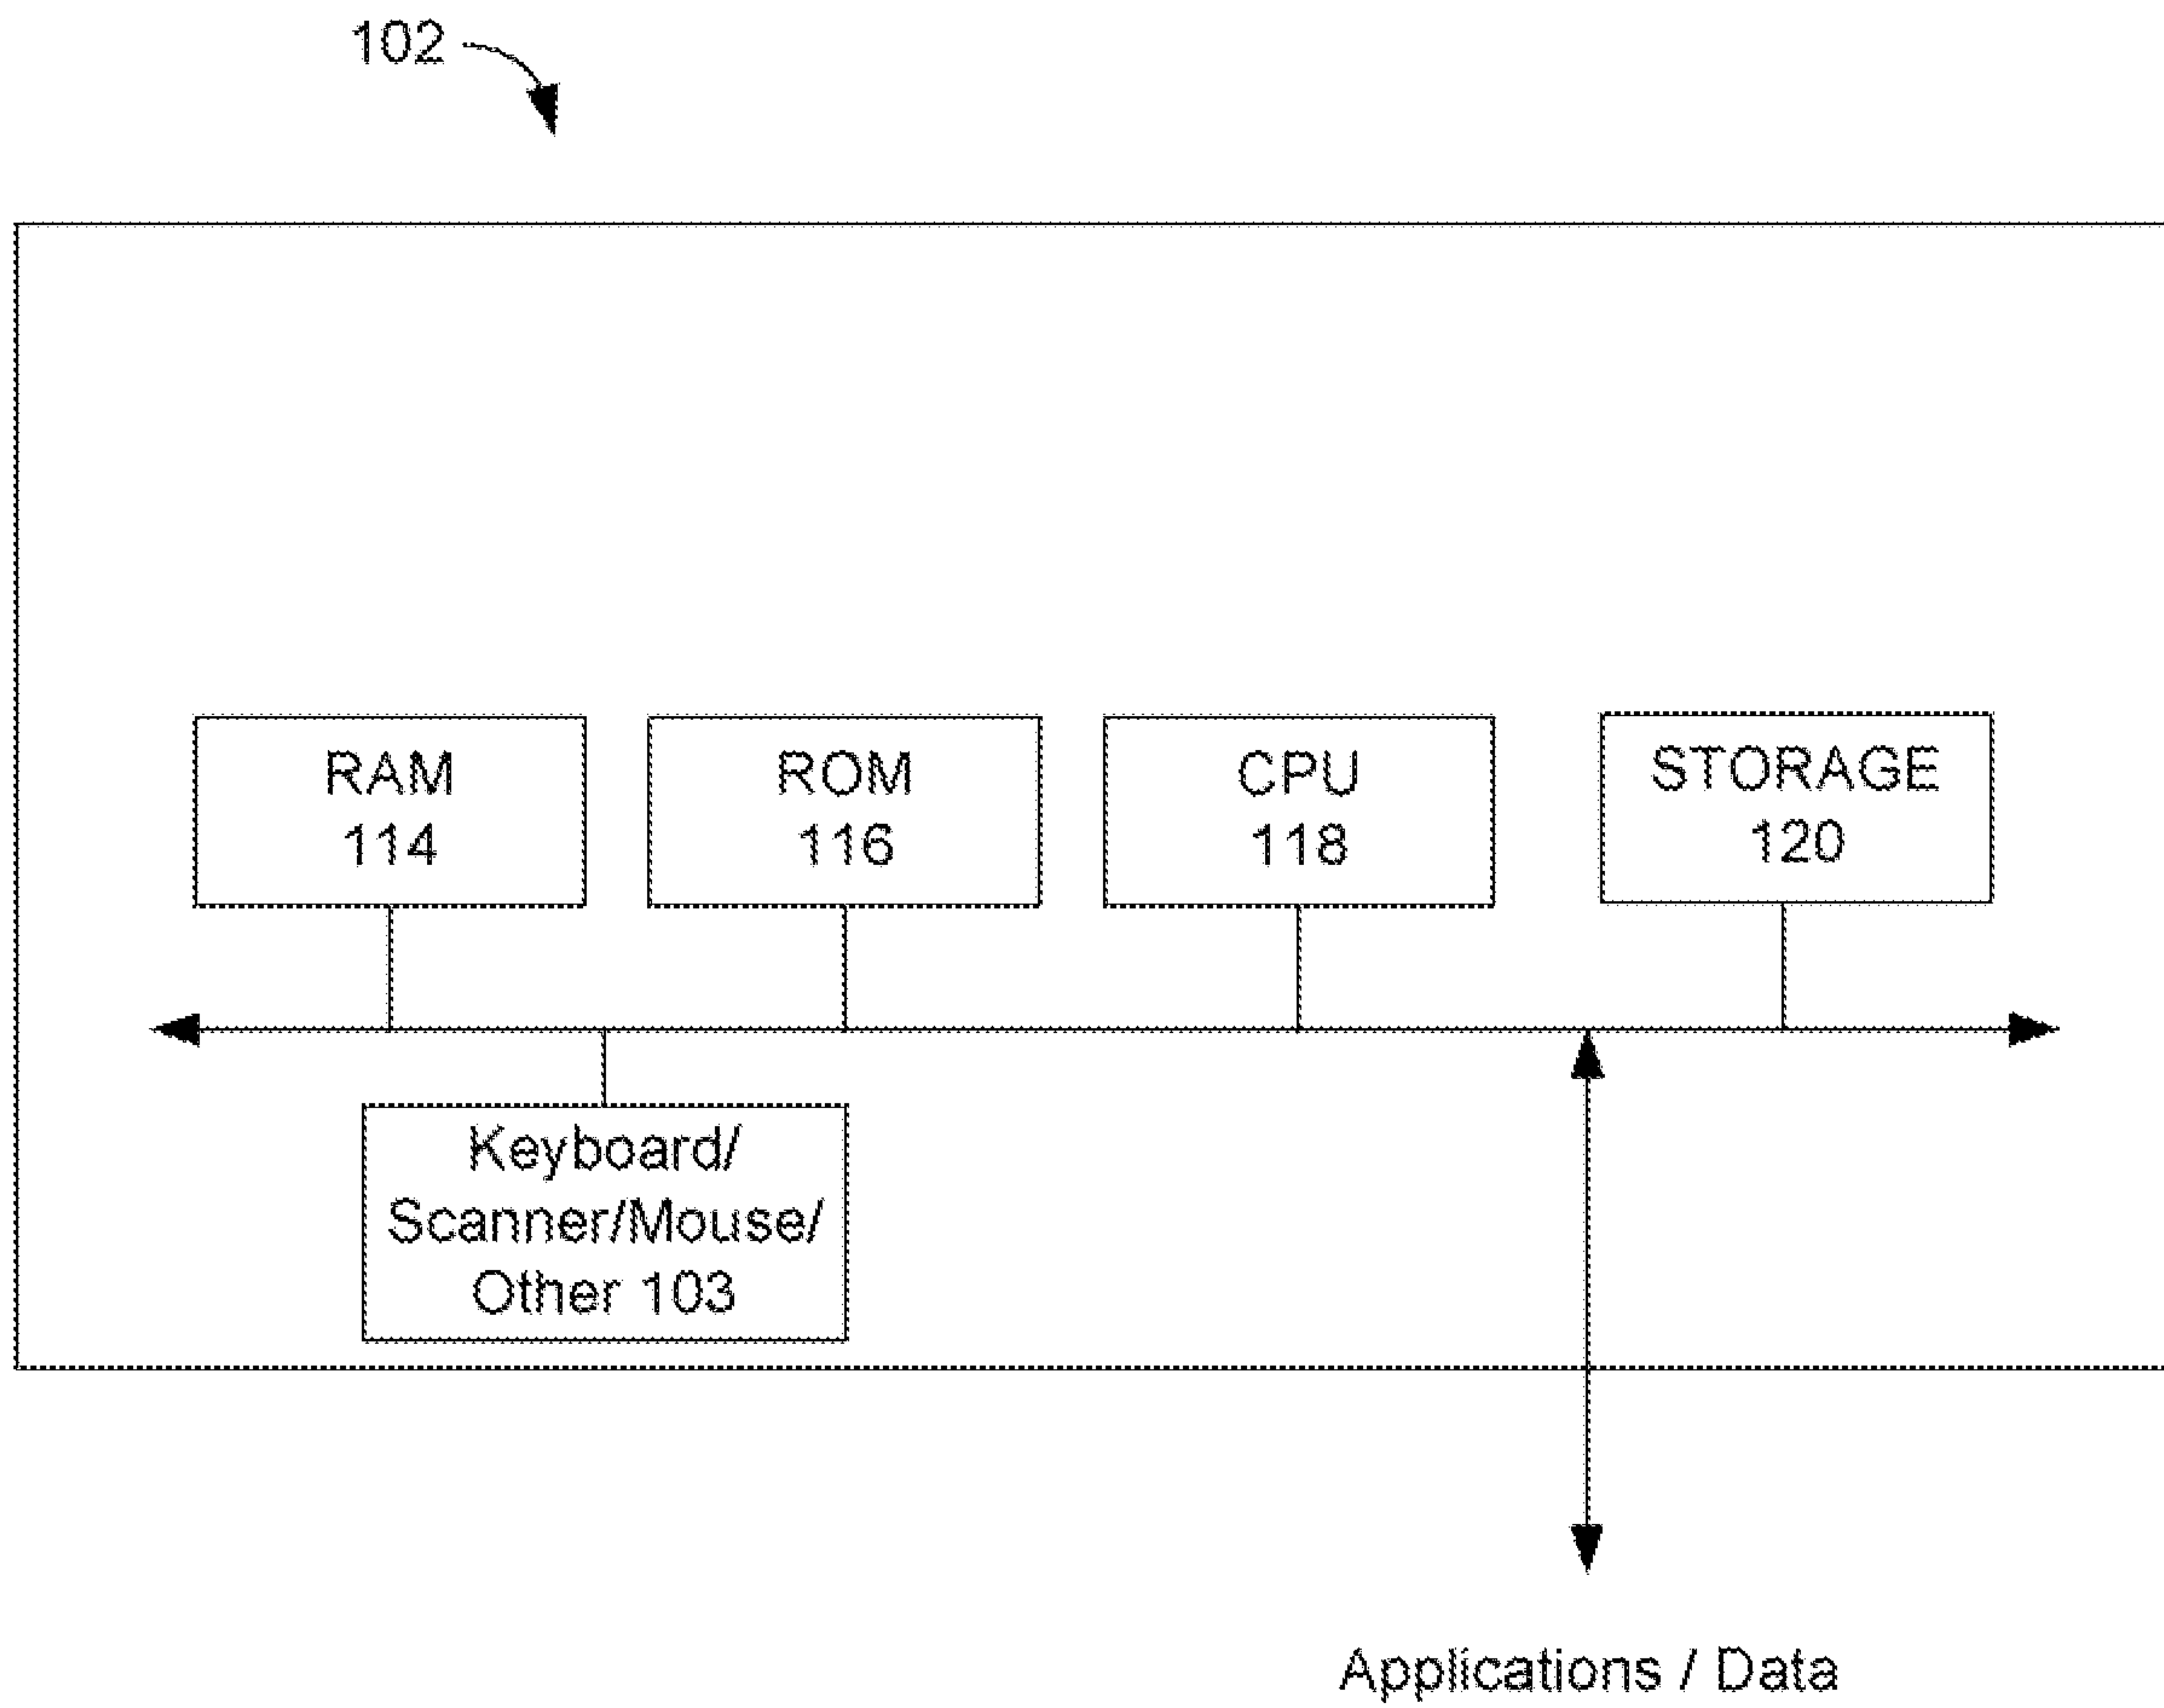 102
RAM
114
ROM
116
CPU
118
STORAGE
120
Keyboard/
Scanner/Mouse/
Other 103
Applications / Data